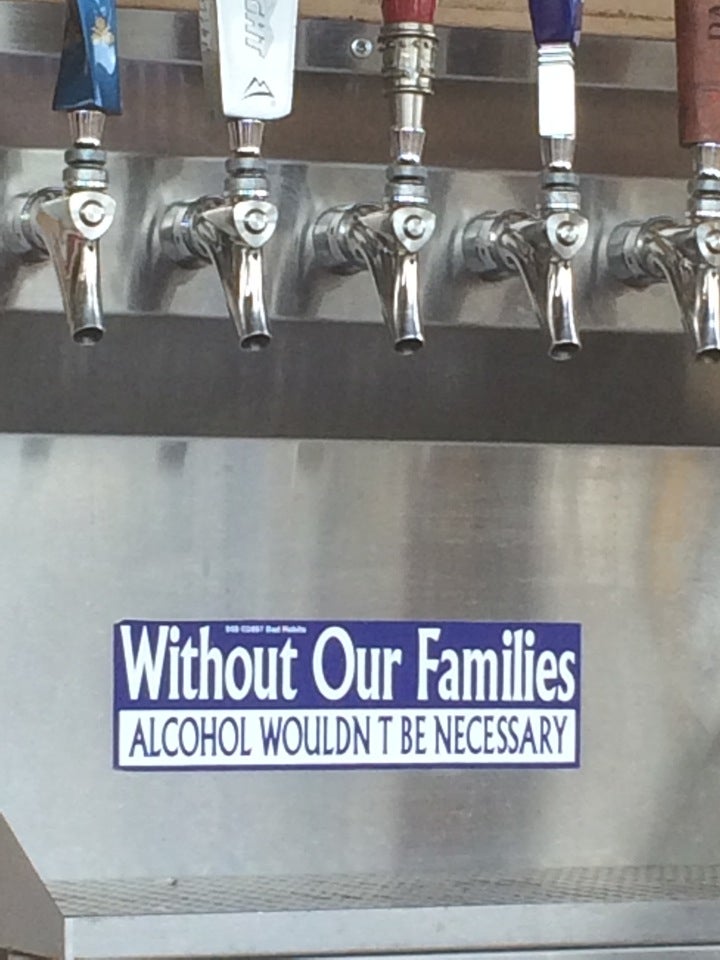 Without Our Families
ALCOHOL WOULDN T BE NECESSARY